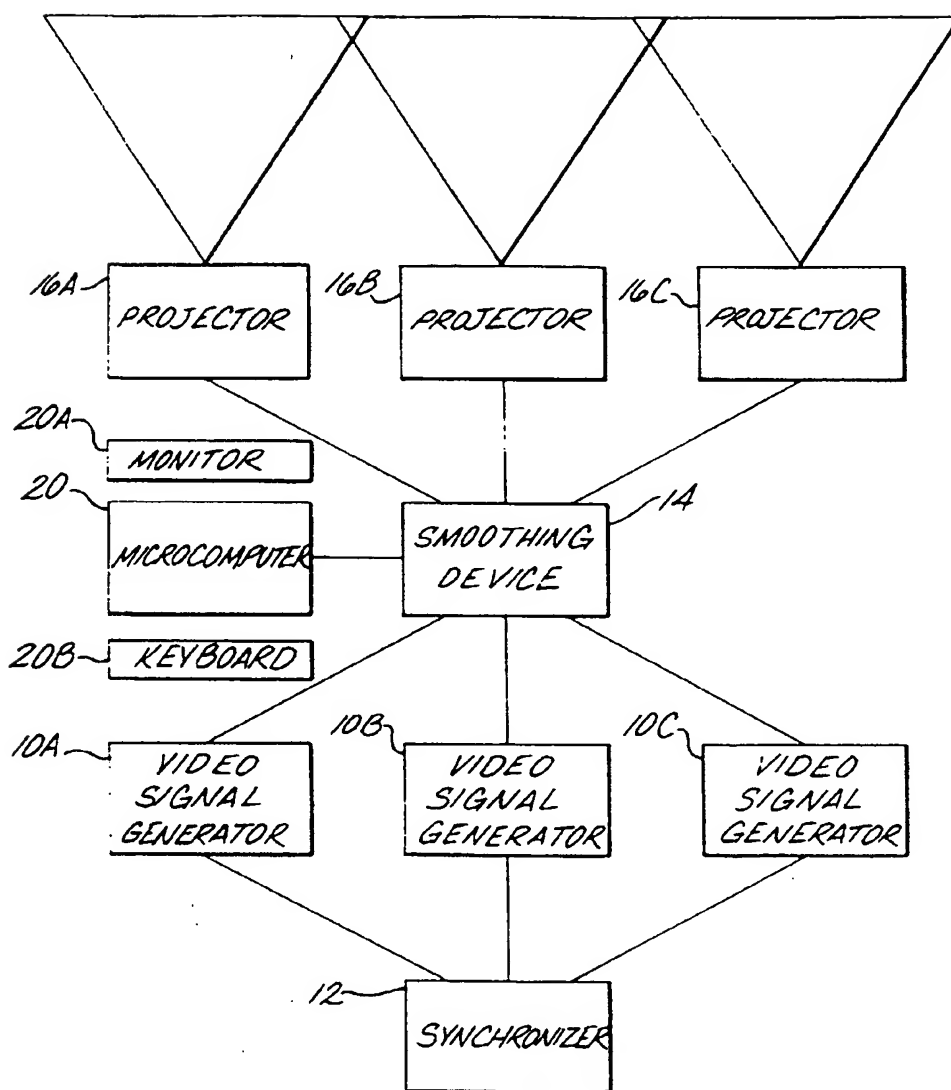 16A
PROJECTOR
16B
PROJECTOR
16C
PROJECTOR
20A
MONITOR
20
MICROCOMPUTER
14
SMOOTHING
DEVICE
20B
KEYBOARD
10A
VIDEO
SIGNAL
GENERATOR
10B
VIDEO
SIGNAL
GENERATOR
10C
VIDEO
SIGNAL
GENERATOR
12
SYNCHRONIZER